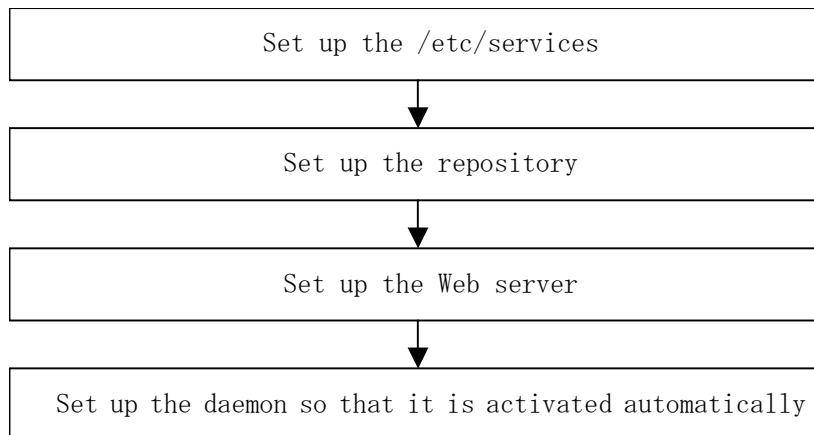 Set up the /etc/services
Set up the repository
Set up the Web server
Set up the daemon so that it is activated automatically